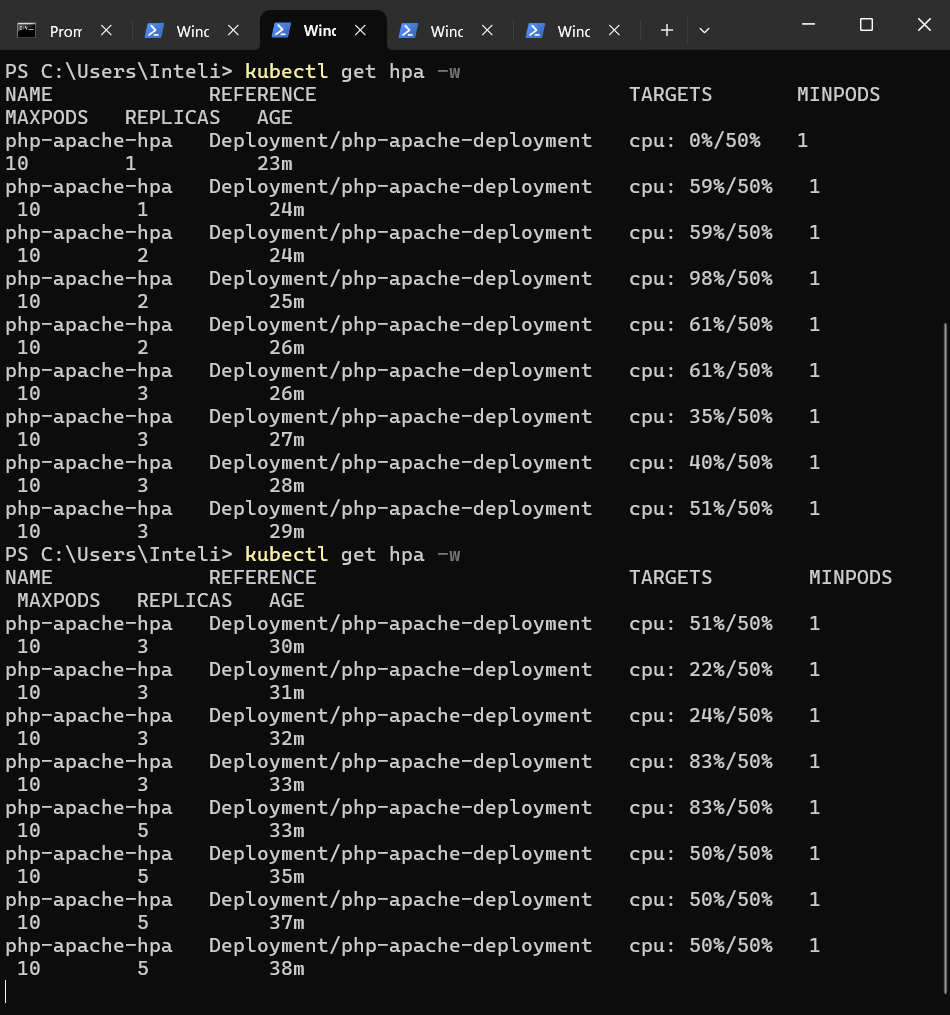 Prom
Winc
Winc
Winc
Winc
PS C:\Users\Inteli> kubectl get hpa -w
NAME             REFERENCE                          TARGETS       MINPODS
MAXPODS   REPLICAS   AGE
php-apache-hpa   Deployment/php-apache-deployment   cpu: 0%/50%   1
10        1          23m
php-apache-hpa   Deployment/php-apache-deployment   cpu: 59%/50%   1
 10        1          24m
php-apache-hpa   Deployment/php-apache-deployment   cpu: 59%/50%   1
 10        2          24m
php-apache-hpa   Deployment/php-apache-deployment   cpu: 98%/50%   1
 10        2          25m
php-apache-hpa   Deployment/php-apache-deployment   cpu: 61%/50%   1
 10        2          26m
php-apache-hpa   Deployment/php-apache-deployment   cpu: 61%/50%   1
 10        3          26m
php-apache-hpa   Deployment/php-apache-deployment   cpu: 35%/50%   1
 10        3          27m
php-apache-hpa   Deployment/php-apache-deployment   cpu: 40%/50%   1
 10        3          28m
php-apache-hpa   Deployment/php-apache-deployment   cpu: 51%/50%   1
 10        3          29m
PS C:\Users\Inteli> kubectl get hpa -w
NAME             REFERENCE                          TARGETS        MINPODS
 MAXPODS   REPLICAS   AGE
php-apache-hpa   Deployment/php-apache-deployment   cpu: 51%/50%   1
 10        3          30m
php-apache-hpa   Deployment/php-apache-deployment   cpu: 22%/50%   1
 10        3          31m
php-apache-hpa   Deployment/php-apache-deployment   cpu: 24%/50%   1
 10        3          32m
php-apache-hpa   Deployment/php-apache-deployment   cpu: 83%/50%   1
 10        3          33m
php-apache-hpa   Deployment/php-apache-deployment   cpu: 83%/50%   1
 10        5          33m
php-apache-hpa   Deployment/php-apache-deployment   cpu: 50%/50%   1
 10        5          35m
php-apache-hpa   Deployment/php-apache-deployment   cpu: 50%/50%   1
 10        5          37m
php-apache-hpa   Deployment/php-apache-deployment   cpu: 50%/50%   1
 10        5          38m